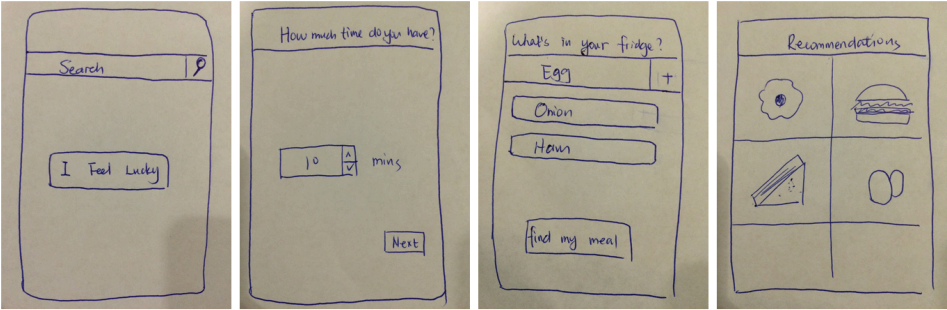 Search
I Feel Lucky
How much time do you have?
10
mins
Next
What's in your fridge?
Egg
+
Onion
Ham
find my meal
Recommendations